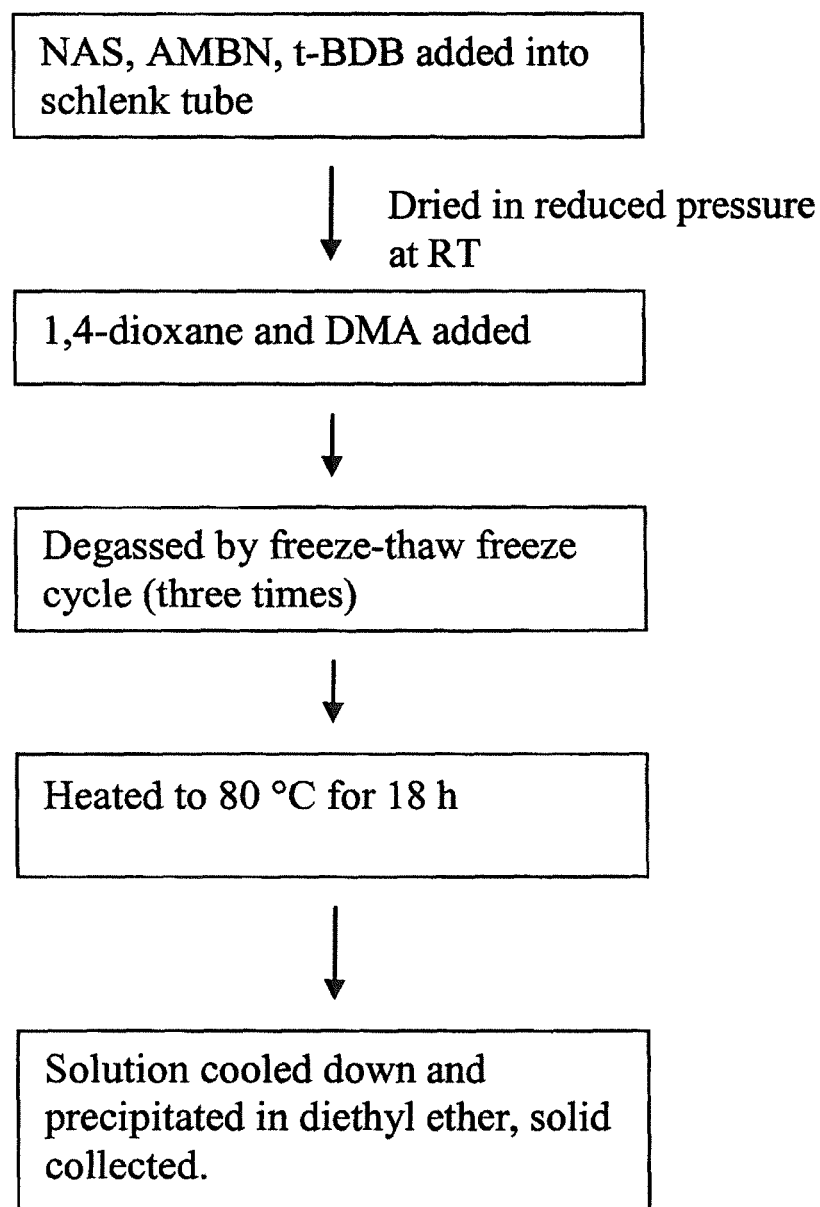 NAS, AMBN, t-BDB added into
schlenk tube
Dried in reduced pressure
at RT
1,4-dioxane and DMA added
Degassed by freeze-thaw freeze
cycle (three times)
Heated to 80 °C for 18 h
Solution cooled down and
precipitated in diethyl ether, solid
collected.